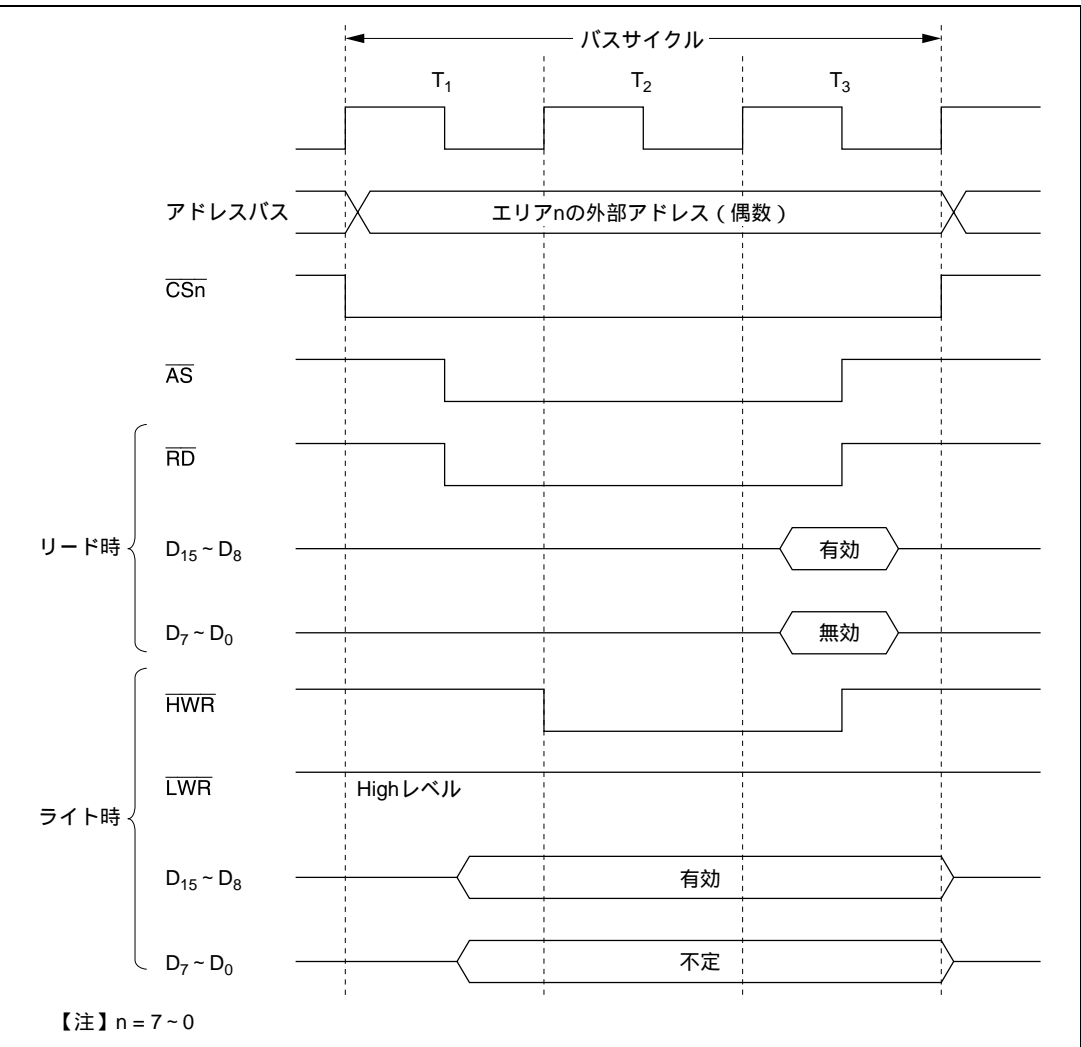 バスサイクル
T1 T2 T3
アドレスバス エリアnの外部アドレス（偶数）
CSn
AS
リード時
RD
D15～D8 有効
D7～D0 無効
ライト時
HWR
LWR Highレベル
D15～D8 有効
D7～D0 不定
【注】n = 7～0